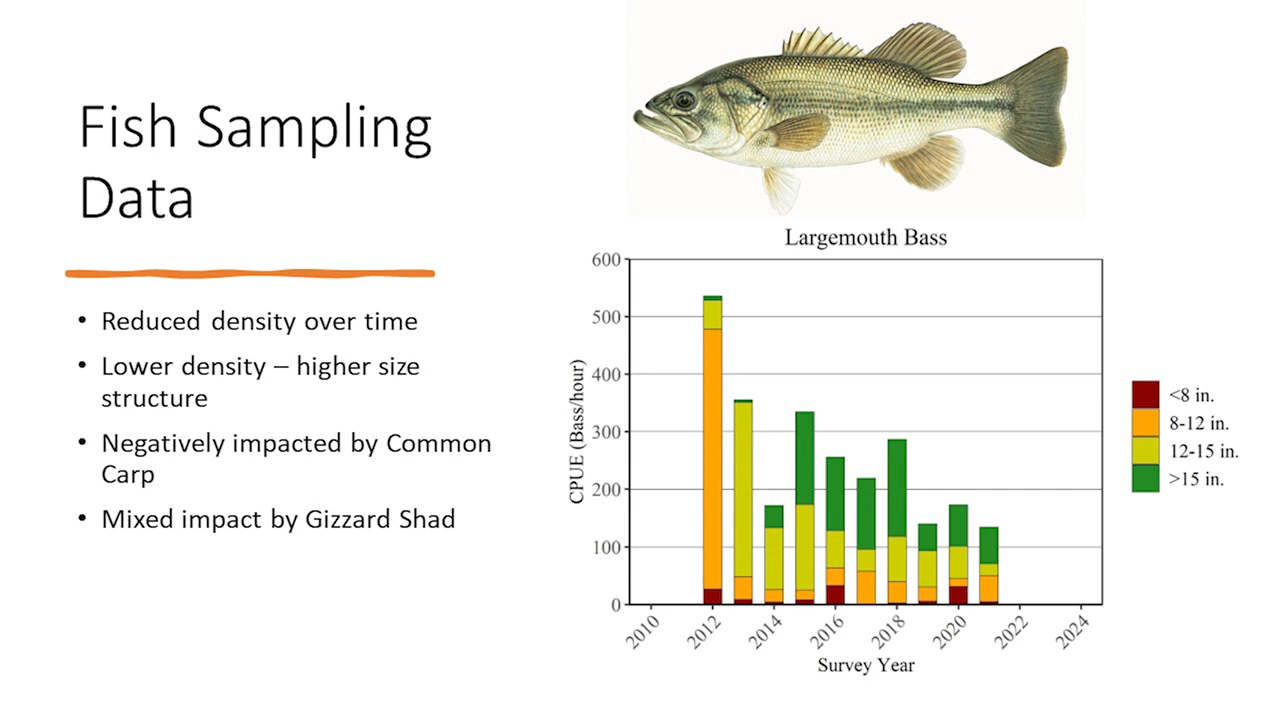 Fish Sampling
Data
• Reduced density over time
• Lower density – higher size
structure
• Negatively impacted by Common
Carp
• Mixed impact by Gizzard Shad
Largemouth Bass
600
500
400
300
200
100
0
CPUE (Bass/hour)
2010
2012
2014
2016
2018
2020
2022
2024
Survey Year
<8 in.
8-12 in.
12-15 in.
>15 in.